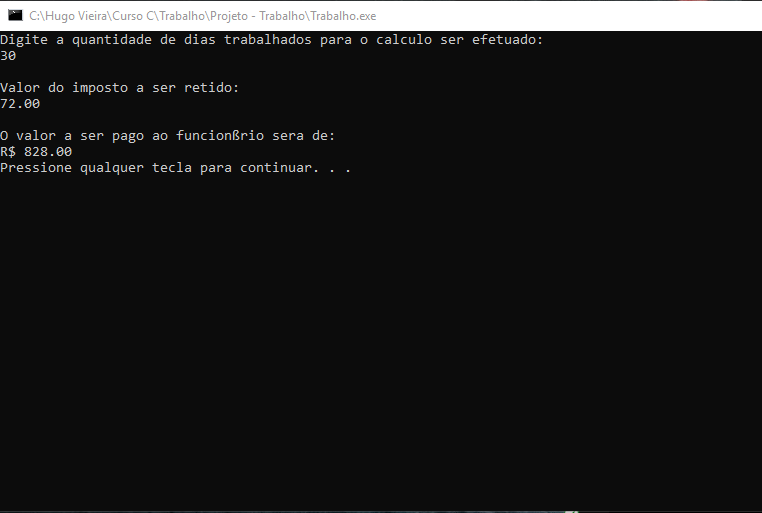 C:\Hugo Vieira\Curso C\Trabalho\Projeto - Trabalho\Trabalho.exe
Digite a quantidade de dias trabalhados para o calculo ser efetuado:
30
Valor do imposto a ser retido:
72.00
O valor a ser pago ao funcionßrio sera de:
R$ 828.00
Pressione qualquer tecla para continuar. . .